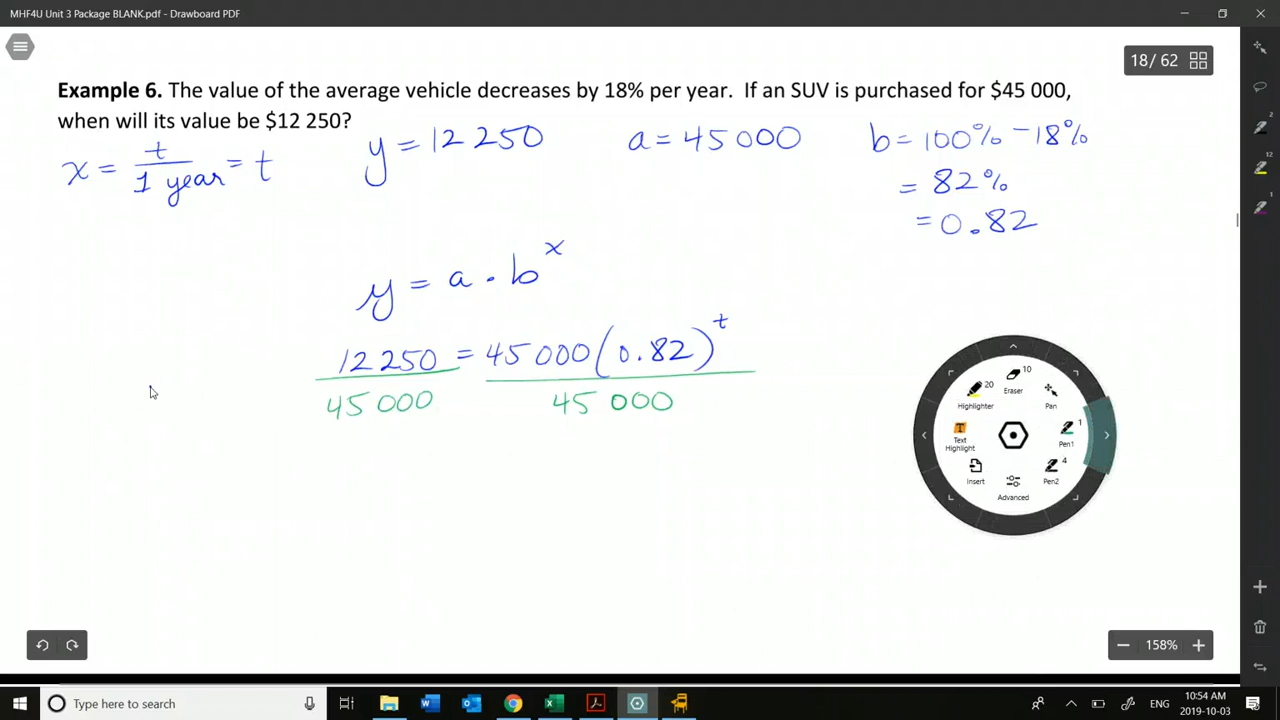 MHF4U Unit 3 Package BLANK.pdf - Drawboard PDF
18 / 62
Example 6. The value of the average vehicle decreases by 18% per year. If an SUV is purchased for $45 000,
when will its value be $12 250?
x = t / 1 year = t
y = 12 250
a = 45 000
b = 100% - 18%
= 82%
= 0.82
y = a · b^x
12 250 = 45 000 (0.82)^t
45 000 45 000
10
Eraser
20
Highlighter
Pan
Text Highlight
1
Pen1
Insert
4
Pen2
Advanced
12
1
158%
Type here to search
ENG
10:54 AM
2019-10-03